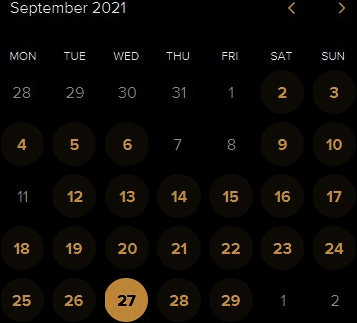 September 2021
MON TUE WED THU FRI SAT SUN
28 29 30 31 1 2 3
4 5 6 7 8 9 10
11 12 13 14 15 16 17
18 19 20 21 22 23 24
25 26 27 28 29 1 2